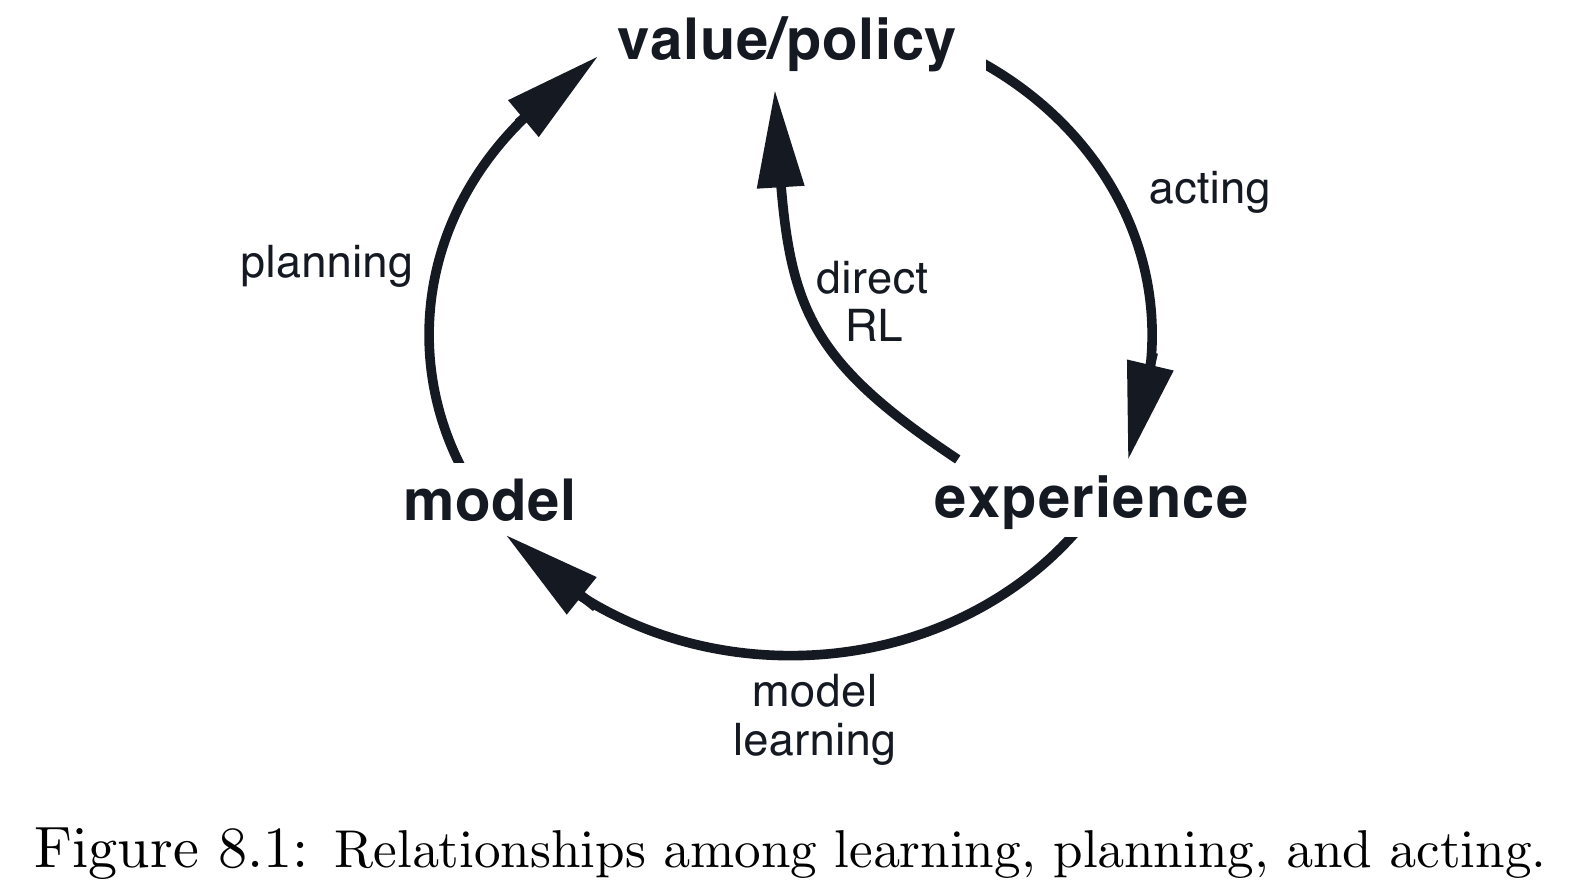 value/policy
acting
planning
direct
RL
model
experience
model
learning
Figure 8.1: Relationships among learning, planning, and acting.